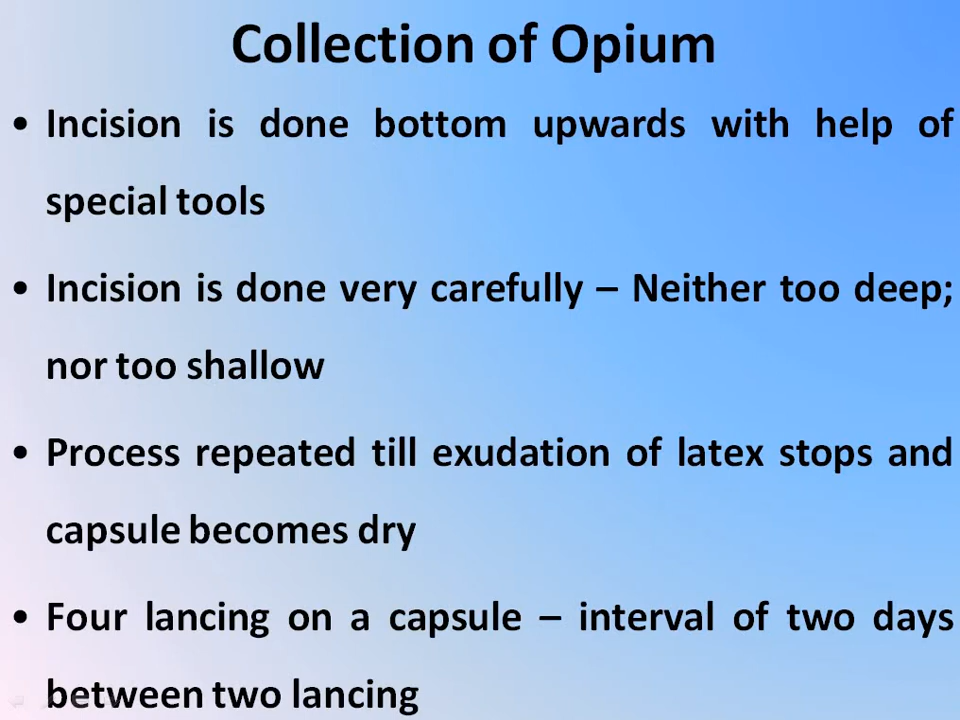 Collection of Opium
• Incision is done bottom upwards with help of
special tools
• Incision is done very carefully – Neither too deep;
nor too shallow
• Process repeated till exudation of latex stops and
capsule becomes dry
• Four lancing on a capsule – interval of two days
between two lancing